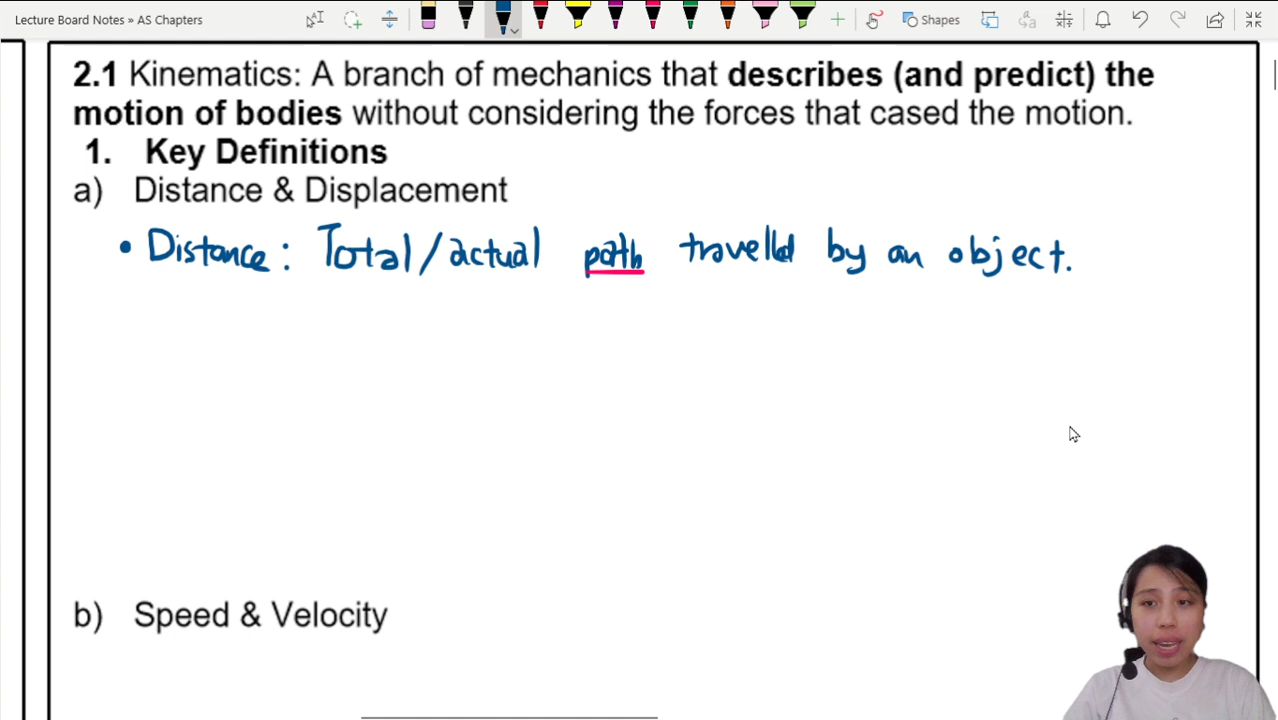 Lecture Board Notes » AS Chapters
Shapes
2.1 Kinematics: A branch of mechanics that describes (and predict) the
motion of bodies without considering the forces that cased the motion.
1. Key Definitions
a) Distance & Displacement
• Distance: Total/actual path travelled by an object.
b) Speed & Velocity